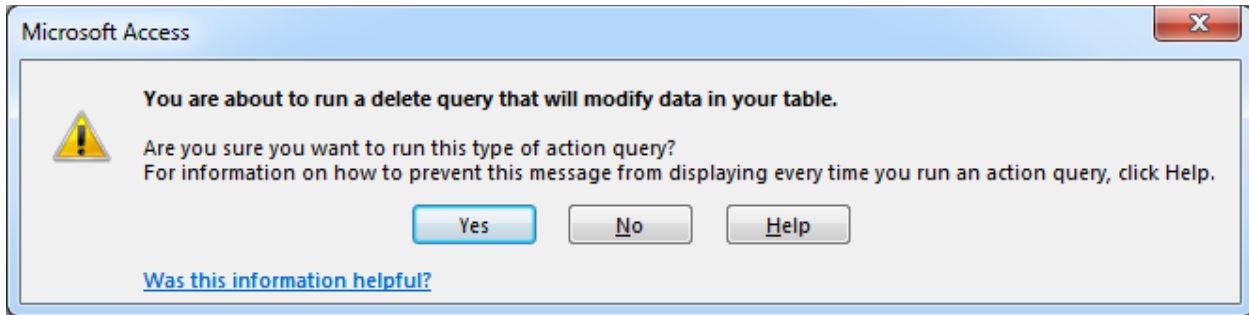 Microsoft Access
You are about to run a delete query that will modify data in your table.
Are you sure you want to run this type of action query?
For information on how to prevent this message from displaying every time you run an action query, click Help.
Yes No Help
Was this information helpful?